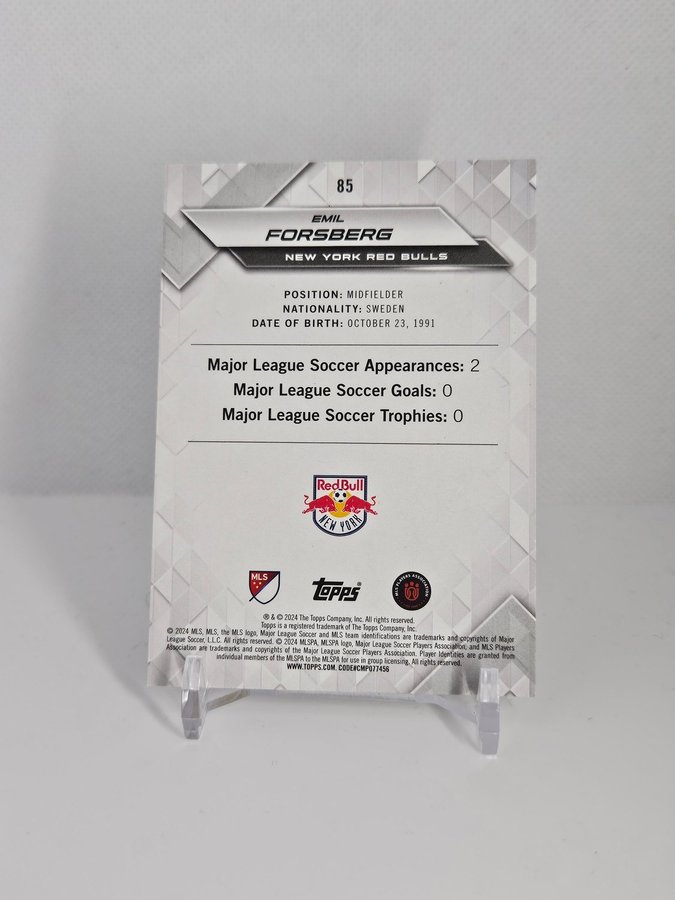 85
EMIL
FORSBERG
NEW YORK RED BULLS
POSITION: MIDFIELDER
NATIONALITY: SWEDEN
DATE OF BIRTH: OCTOBER 23, 1991
Major League Soccer Appearances: 2
Major League Soccer Goals: 0
Major League Soccer Trophies: 0
Red Bull
NEW YORK
MLS
Topps®
MLS PLAYERS ASSOCIATION
® & © 2024 The Topps Company, Inc. All rights reserved.
Topps is a registered trademark of The Topps Company, Inc.
© 2024 MLS, MLS, the MLS logo, Major League Soccer and MLS team identifications are trademarks and copyrights of Major
League Soccer, L.L.C. All rights reserved. © 2024 MLSPA, MLSPA logo, Major League Soccer Players Association, and MLS Players
Association are trademarks and copyrights of the Major League Soccer Players Association. Player Identities are granted from
individual members of the MLSPA to the MLSPA for use in group licensing. All rights reserved.
WWW.TOPPS.COM. CODE#CMP077456